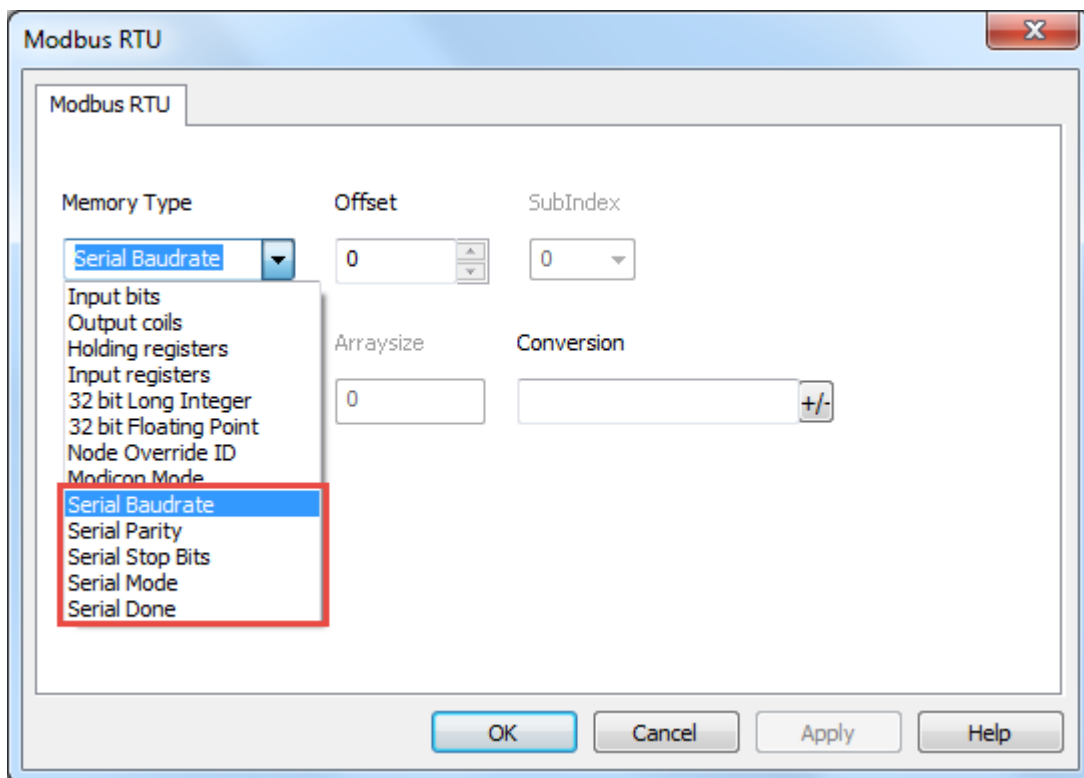 Modbus RTU
Modbus RTU
Memory Type Offset SubIndex
Serial Baudrate 0 0
Input bits
Output coils
Holding registers
Input registers
32 bit Long Integer
32 bit Floating Point
Node Override ID
Modicon Mode
Serial Baudrate
Serial Parity
Serial Stop Bits
Serial Mode
Serial Done
Arraysize Conversion
0 +/-
OK Cancel Apply Help